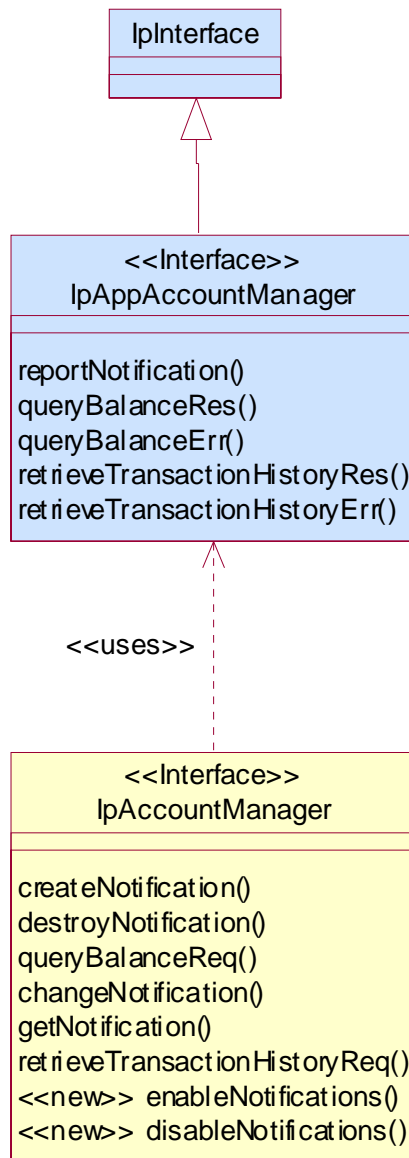 IpInterface
<<Interface>>
IpAppAccountManager
reportNotification()
queryBalanceRes()
queryBalanceErr()
retrieveTransactionHistoryRes()
retrieveTransactionHistoryErr()
<<uses>>
<<Interface>>
IpAccountManager
createNotification()
destroyNotification()
queryBalanceReq()
changeNotification()
getNotification()
retrieveTransactionHistoryReq()
<<new>> enableNotifications()
<<new>> disableNotifications()